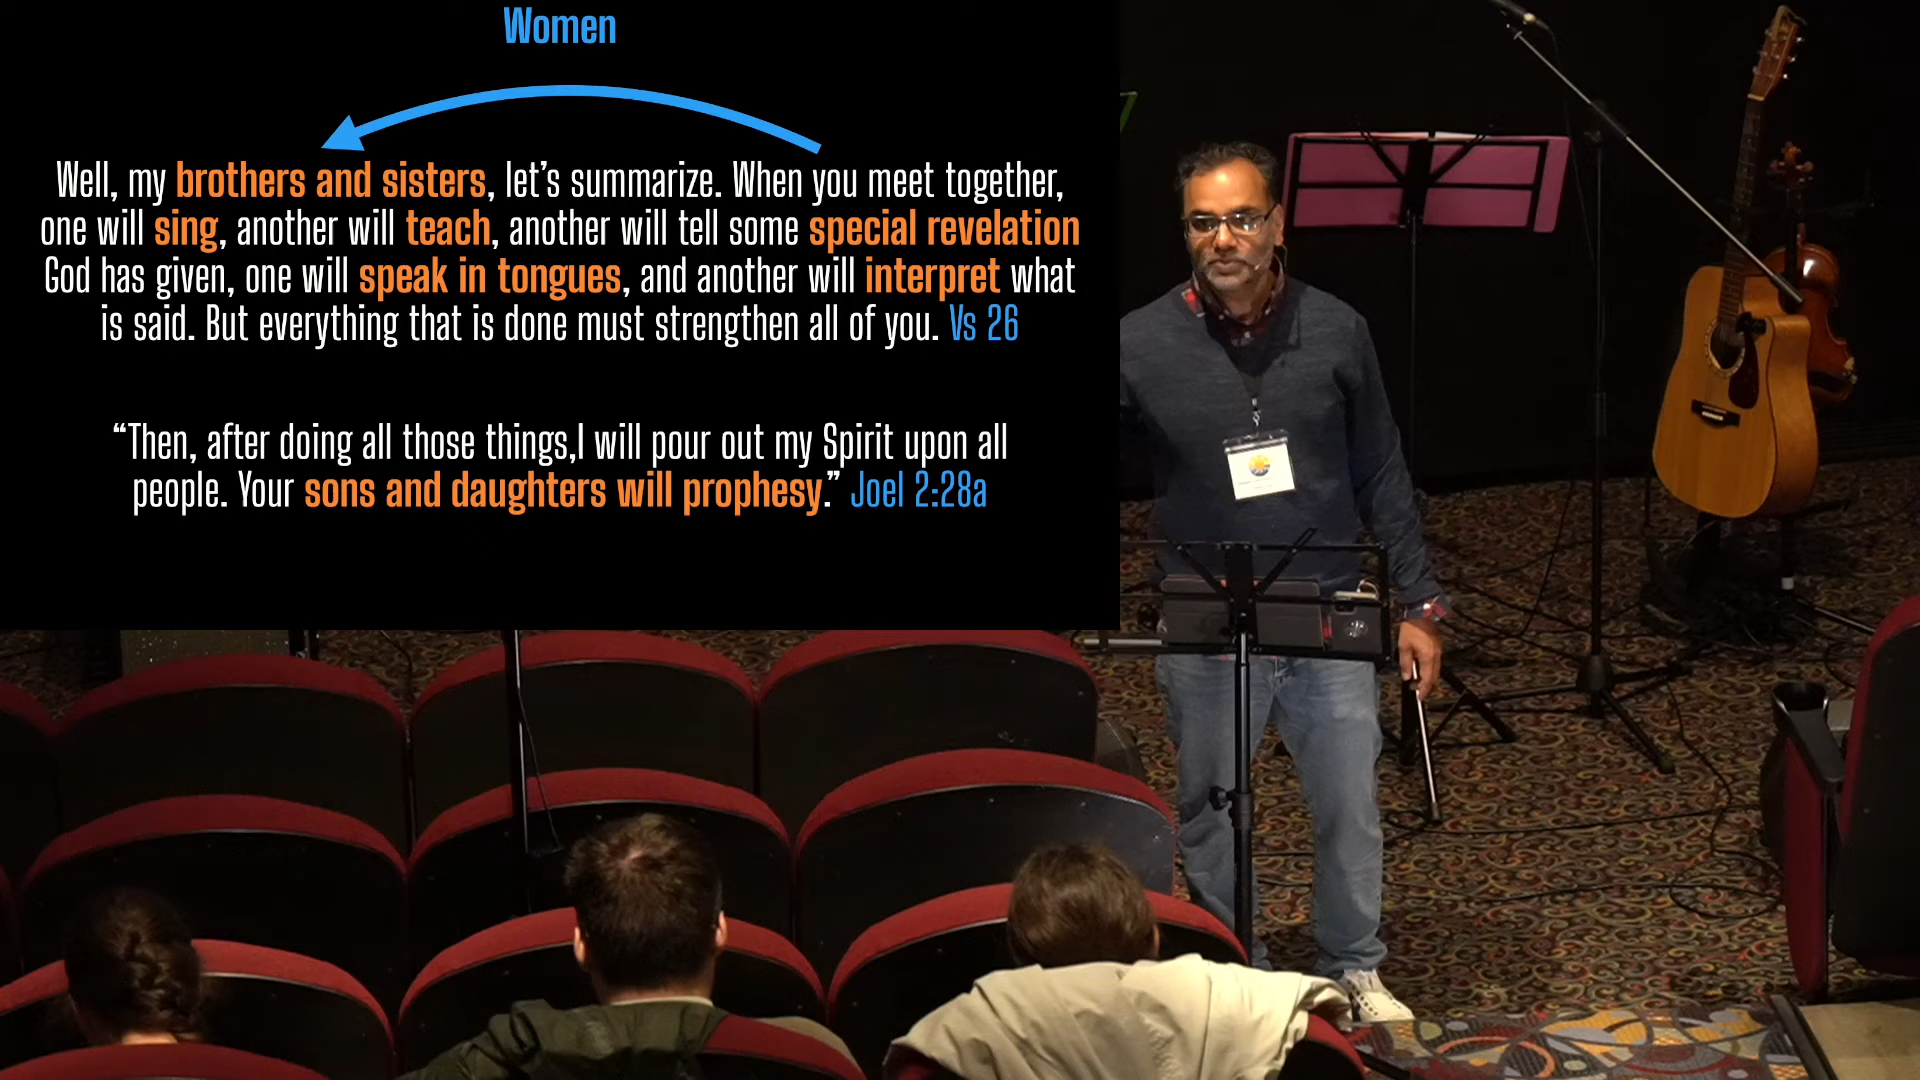 Women
Well, my brothers and sisters, let’s summarize. When you meet together,
one will sing, another will teach, another will tell some special revelation
God has given, one will speak in tongues, and another will interpret what
is said. But everything that is done must strengthen all of you. Vs 26
“Then, after doing all those things,I will pour out my Spirit upon all
people. Your sons and daughters will prophesy.” Joel 2:28a